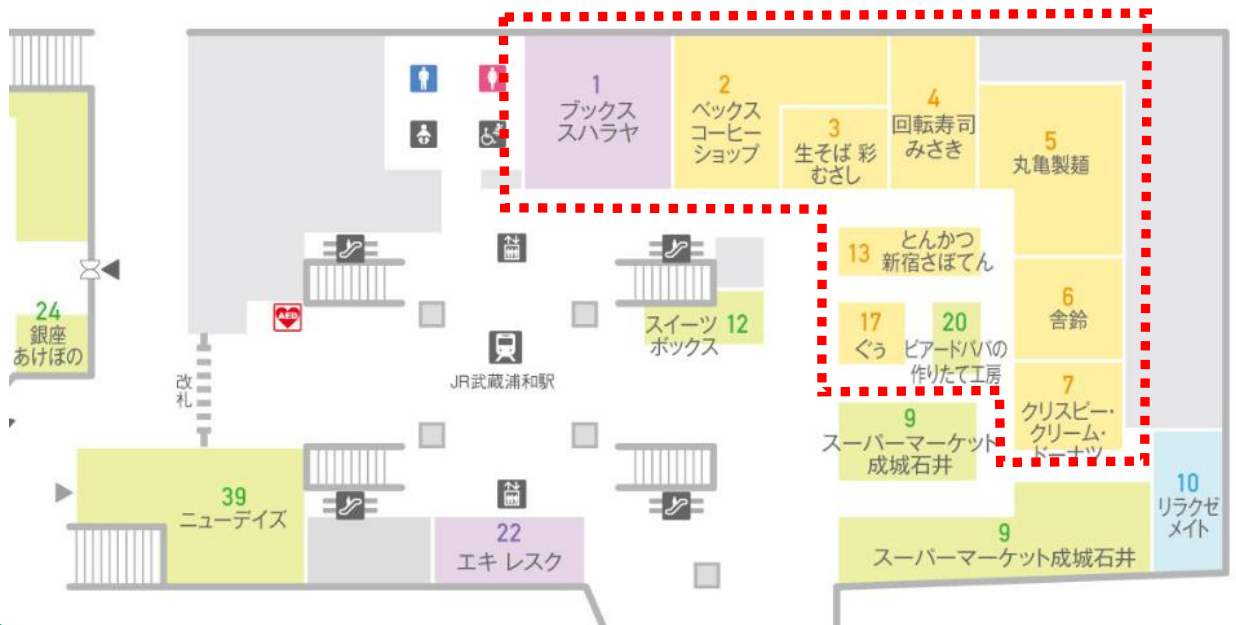 1
ブックス
スハラヤ
2
ベックス
コーヒー
ショップ
3
生そば 彩
むさし
4
回転寿司
みさき
5
丸亀製麺
13
とんかつ
新宿さぼてん
24
銀座
あけぼの
AED
スイーツ
ボックス
12
17
ぐぅ
20
ビアードパパの
作りたて工房
6
舎鈴
JR武蔵浦和駅
改札
7
クリスピー・
クリーム・
ドーナツ
9
スーパーマーケット
成城石井
10
リラクゼ
メイト
39
ニューデイズ
22
エキ レスク
9
スーパーマーケット成城石井